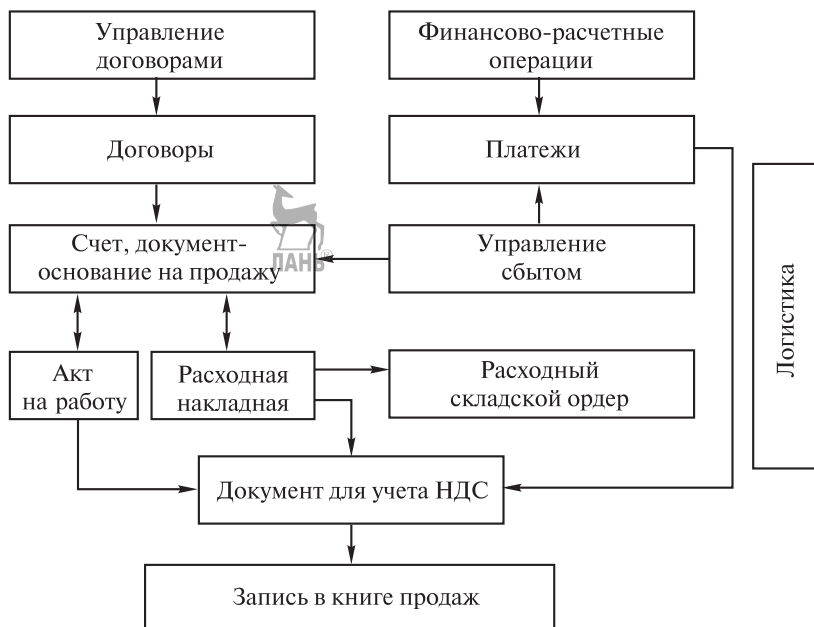 Управление
договорами
Финансово-расчетные
операции
Договоры
Платежи
Счет, документ-
основание на продажу
Управление
сбытом
ЛАНЬ®
Акт
на работу
Расходная
накладная
Расходный
складской ордер
Логистика
Документ для учета НДС
Запись в книге продаж